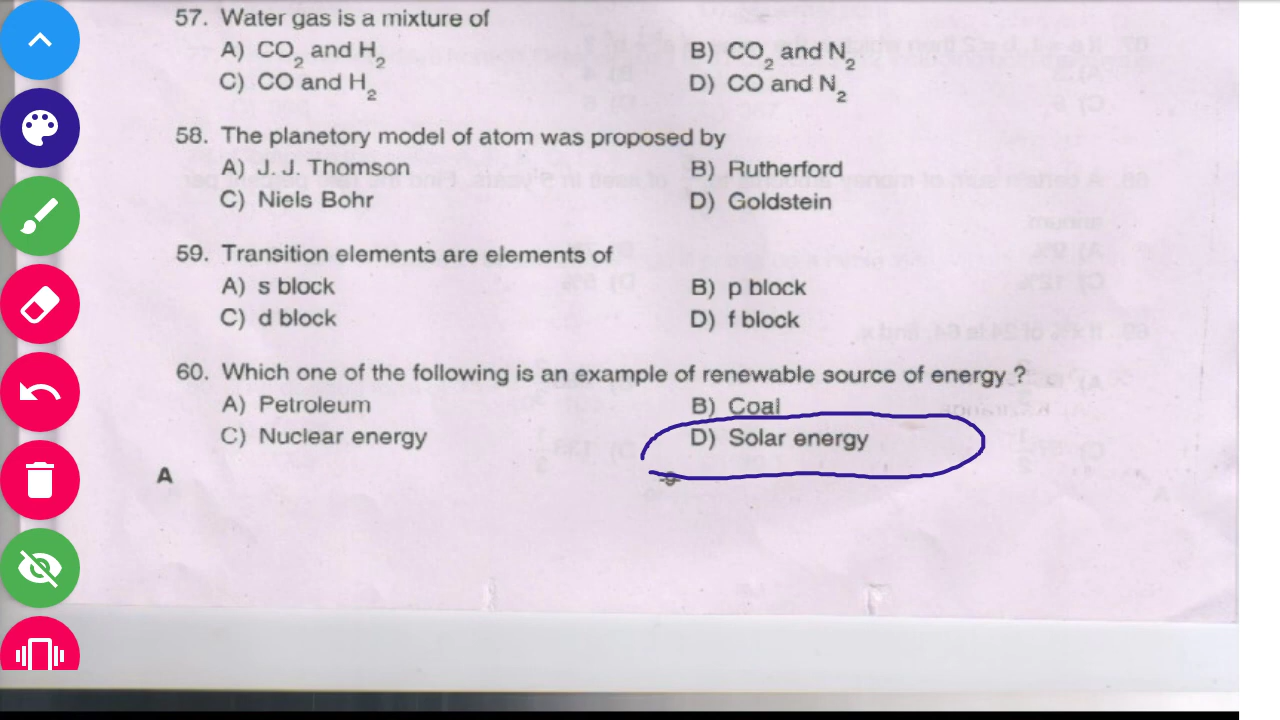 57. Water gas is a mixture of
A) CO2 and H2
B) CO2 and N2
C) CO and H2
D) CO and N2
58. The planetory model of atom was proposed by
A) J. J. Thomson
B) Rutherford
C) Niels Bohr
D) Goldstein
59. Transition elements are elements of
A) s block
B) p block
C) d block
D) f block
60. Which one of the following is an example of renewable source of energy ?
A) Petroleum
B) Coal
C) Nuclear energy
D) Solar energy
A
-9-